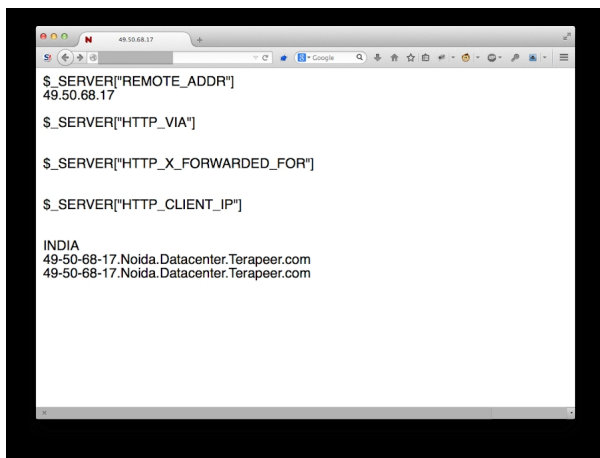 49.50.68.17
Google
$_SERVER["REMOTE_ADDR"]
49.50.68.17
$_SERVER["HTTP_VIA"]
$_SERVER["HTTP_X_FORWARDED_FOR"]
$_SERVER["HTTP_CLIENT_IP"]
INDIA
49-50-68-17.Noida.Datacenter.Terapeer.com
49-50-68-17.Noida.Datacenter.Terapeer.com